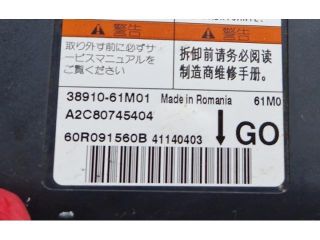 警告
警告
取り外す前に必ずサ
ービスマニュアルを
ご覧ください
拆卸前请务必阅读
制造商维修手册.
38910-61M01 Made in Romania 61M0
A2C80745404
60R091560B 41140403 ↓ GO